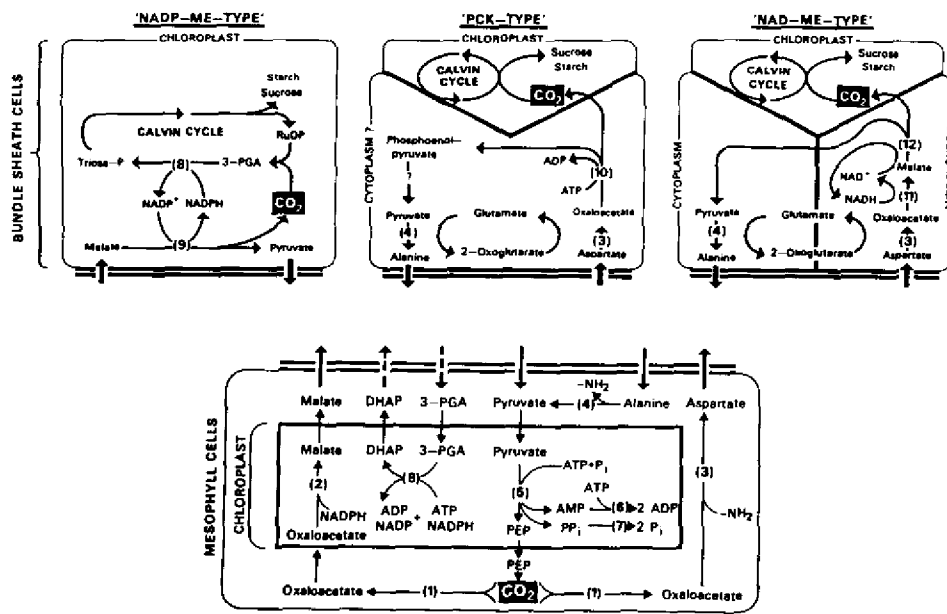 'NADP–ME–TYPE'
CHLOROPLAST
Starch
Sucrose
CALVIN CYCLE
RuDP
Triose–P
(8)
3–PGA
NADP+
NADPH
CO2
Malate
(9)
Pyruvate
BUNDLE SHEATH CELLS
'PCK–TYPE'
CHLOROPLAST
CALVIN
CYCLE
Sucrose
Starch
CO2
CYTOPLASM ?
Phosphoenol–
pyruvate
?
ADP
(10)
ATP
Pyruvate
Glutamate
Oxaloacetate
(4)
(3)
Alanine
2–Oxoglutarate
Aspartate
'NAD–ME–TYPE'
CHLOROPLAST
CALVIN
CYCLE
Sucrose
Starch
CO2
CYTOPLASM
(12)
Malate
NAD+
NADH
(11)
Pyruvate
Glutamate
Oxaloacetate
(4)
(3)
Alanine
2–Oxoglutarate
Aspartate
MESOPHYLL CELLS
CHLOROPLAST
–NH2
Malate DHAP 3–PGA Pyruvate (4) Alanine Aspartate
Malate DHAP 3–PGA Pyruvate
(2)
(8)
ATP+Pi
(3)
(5)
ATP
NADPH
ADP
ATP
AMP (6) 2 ADP
NADP+
NADPH
–NH2
Oxaloacetate
PEP
PPi (7) 2 Pi
PEP
Oxaloacetate (1) CO2 (1) Oxaloacetate